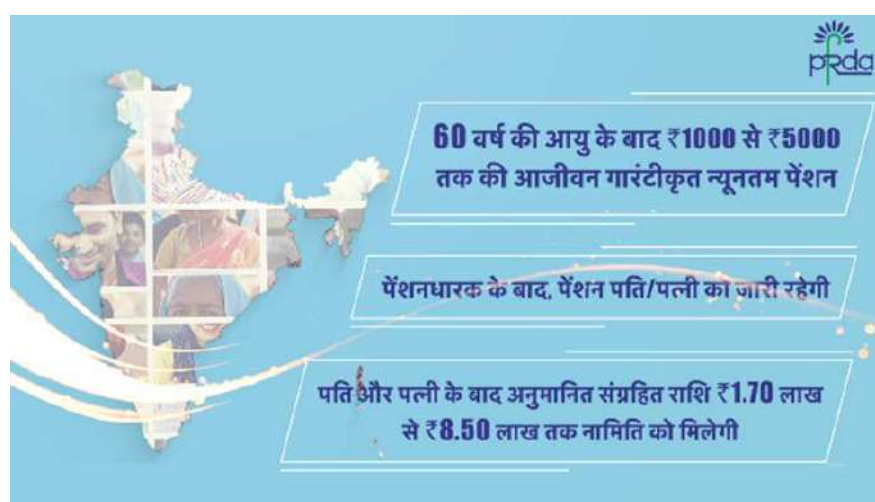 pfrda
60 वर्ष की आयु के बाद ₹1000 से ₹5000
तक की आजीवन गारंटीकृत न्यूनतम पेंशन
पेंशनधारक के बाद, पेंशन पति/पत्नी को जारी रहेगी
पति और पत्नी के बाद अनुमानित संग्रहित राशि ₹1.70 लाख
से ₹8.50 लाख तक नामिति को मिलेगी